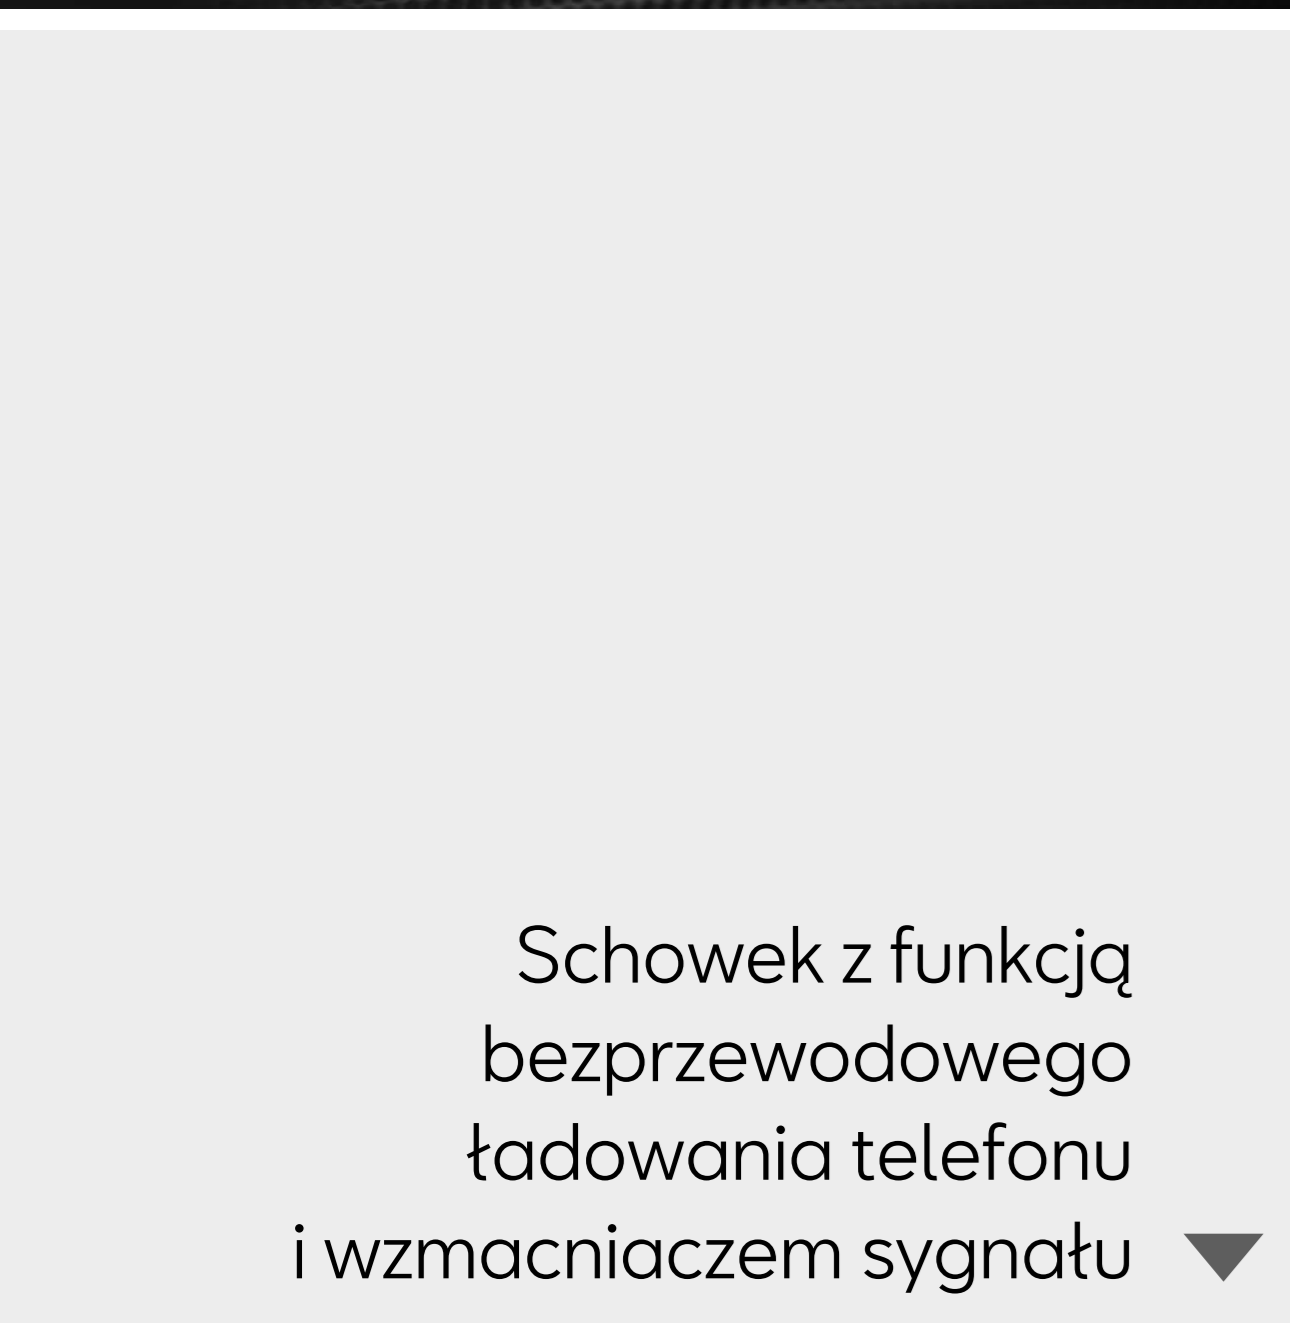 Schowek z funkcją
bezprzewodowego
ładowania telefonu
i wzmacniaczem sygnału